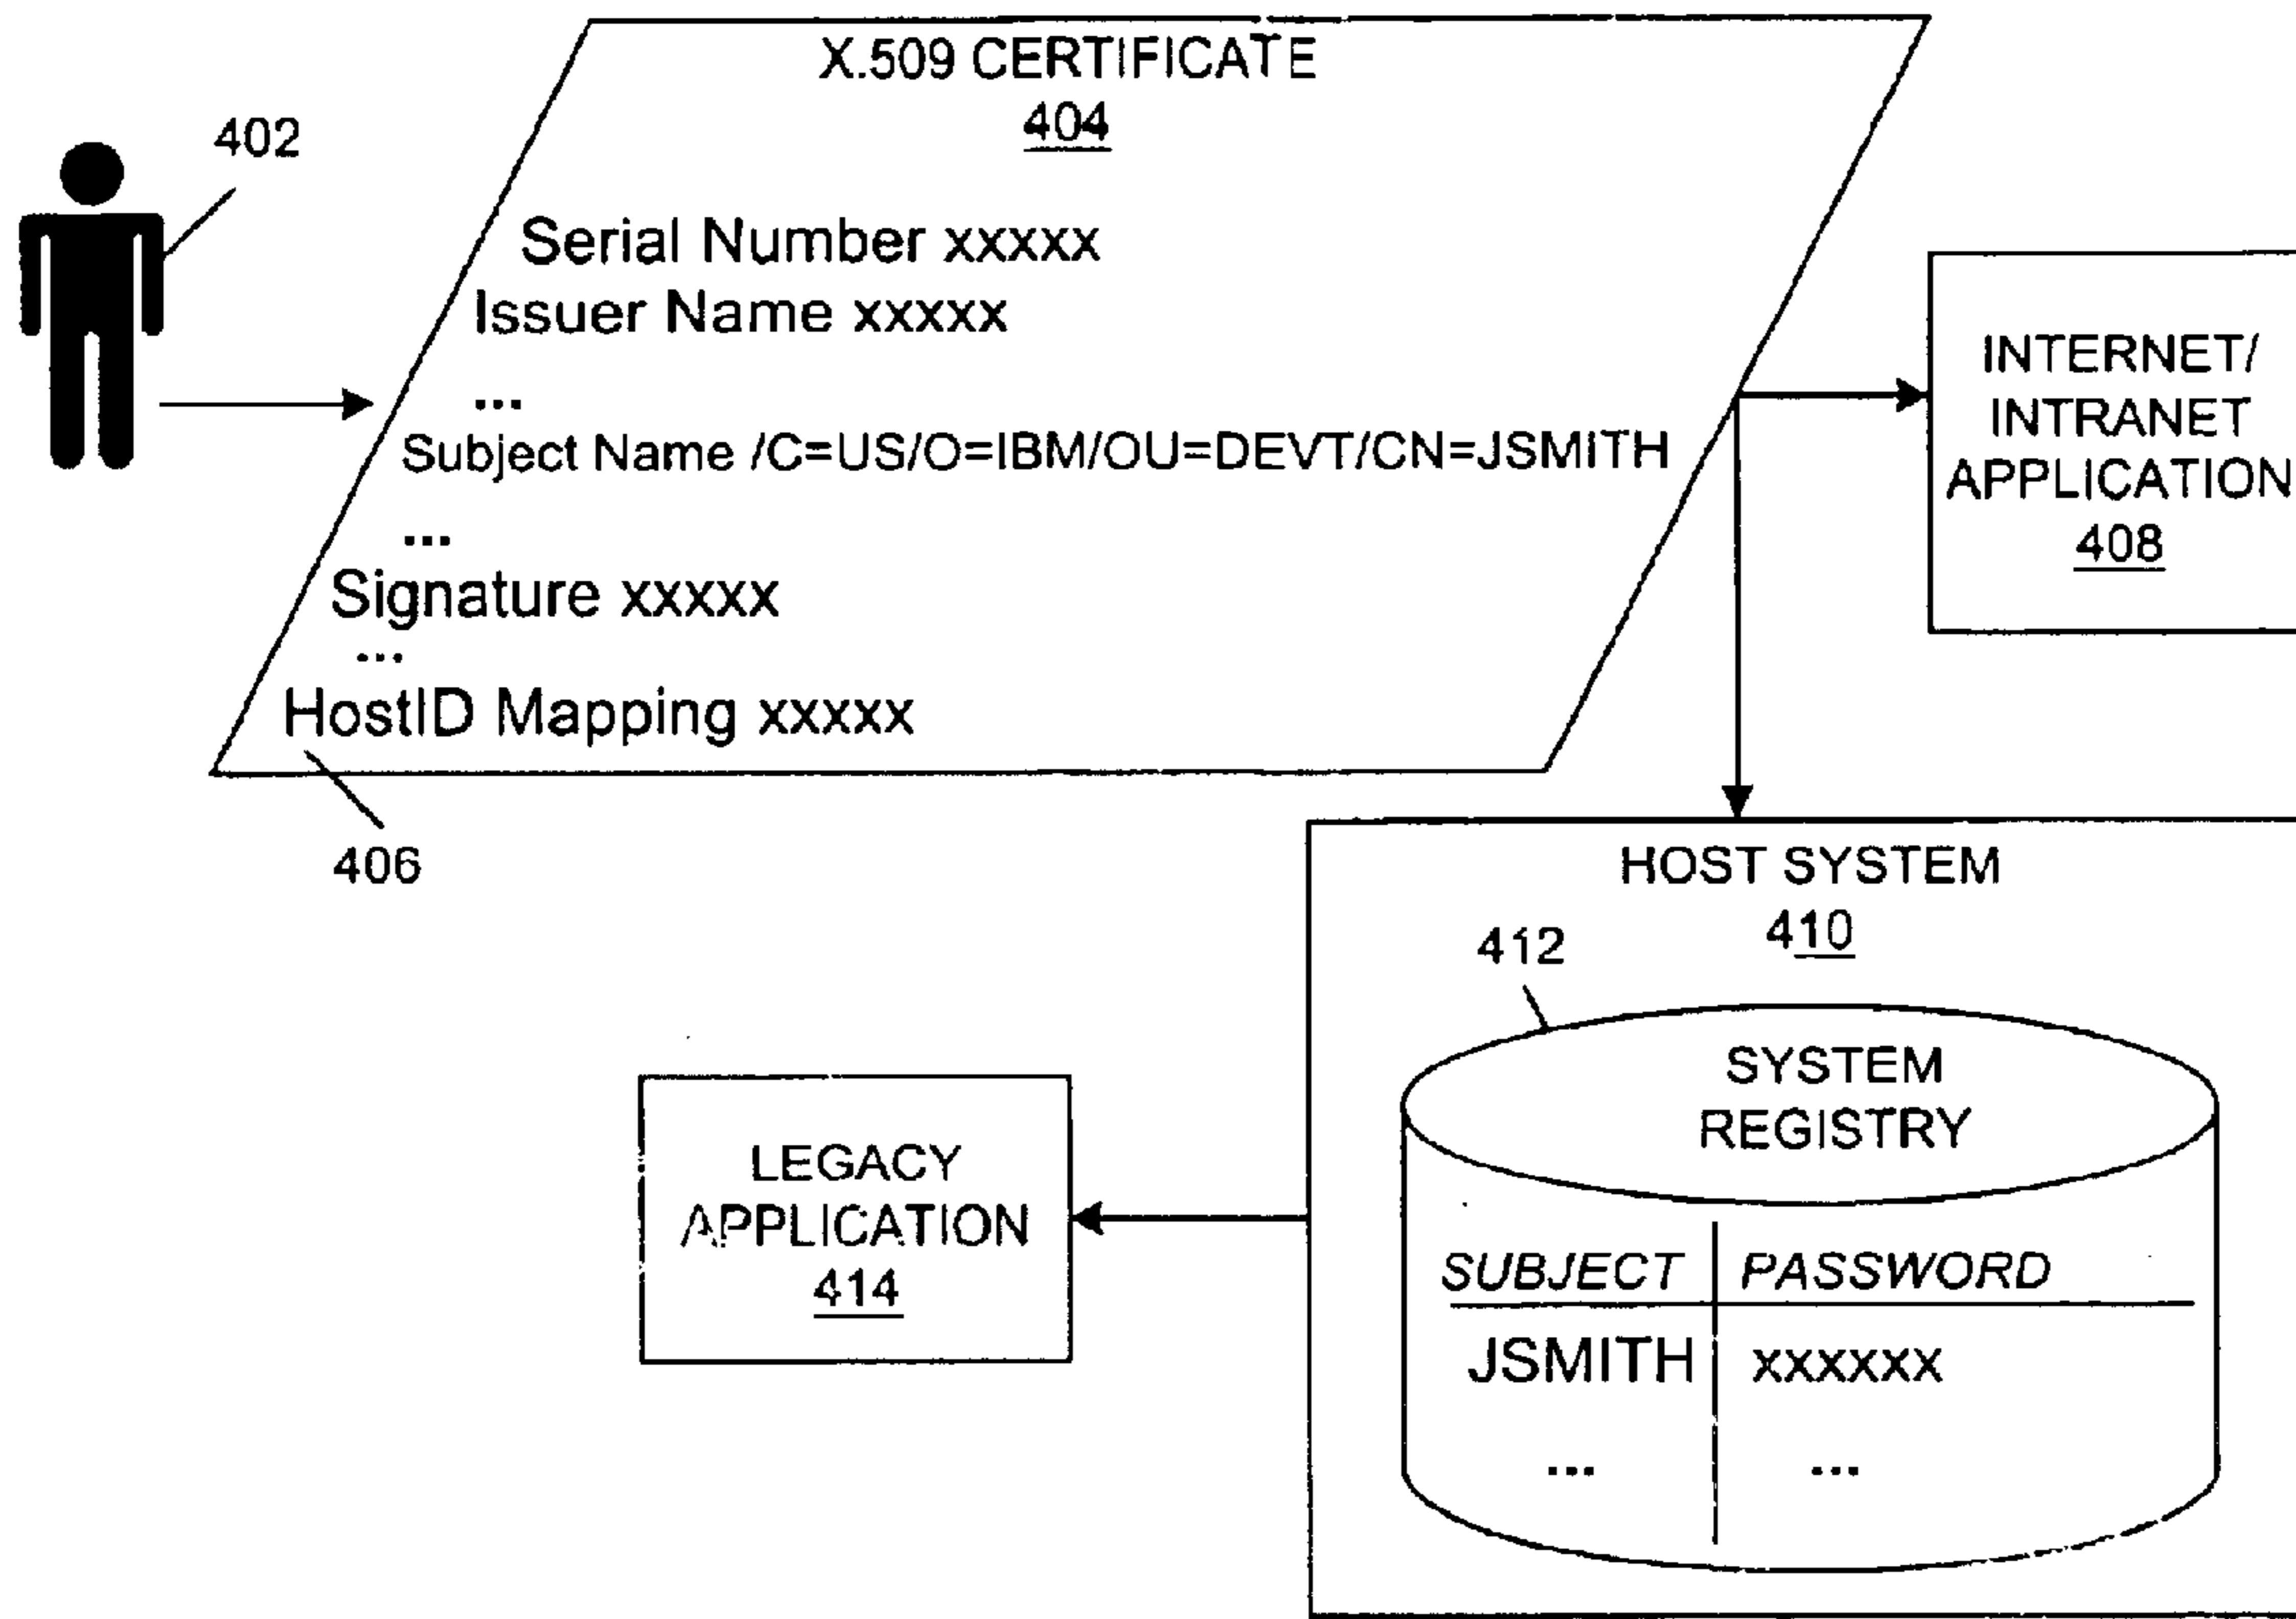 X.509 CERTIFICATE
404
402
Serial Number xxxxx
Issuer Name xxxxx
...
Subject Name /C=US/O=IBM/OU=DEVT/CN=JSMITH
...
Signature xxxxx
...
HostID Mapping xxxxx
406
INTERNET/
INTRANET
APPLICATION
408
HOST SYSTEM
410
412
SYSTEM
REGISTRY
SUBJECT PASSWORD
JSMITH xxxxxx
... ...
LEGACY
APPLICATION
414